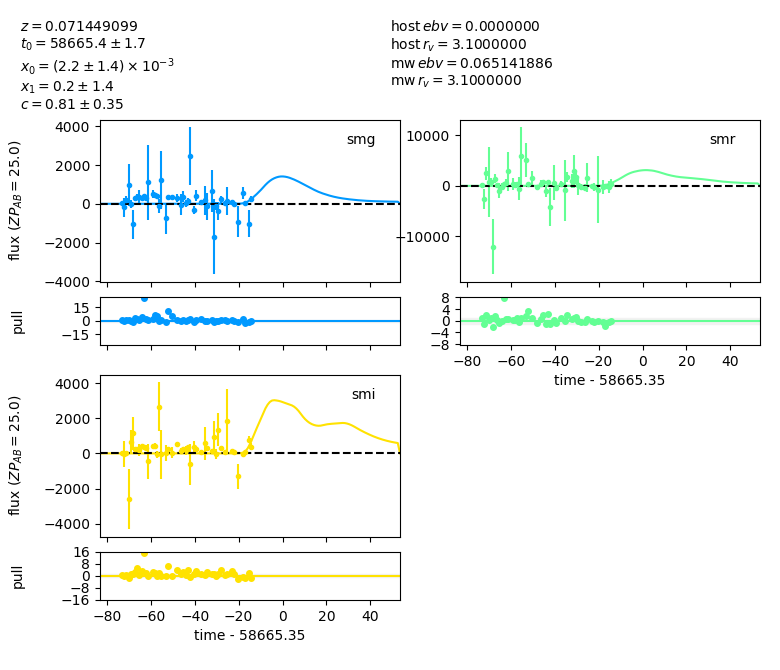 z = 0.071449099
t₀ = 58665.4 ± 1.7
x₀ = (2.2 ± 1.4) × 10⁻³
x₁ = 0.2 ± 1.4
c = 0.81 ± 0.35
host ebv = 0.0000000
host r_v = 3.1000000
mw ebv = 0.065141886
mw r_v = 3.1000000
flux (ZP_AB = 25.0)
4000
2000
0
−2000
−4000
smg
10000
0
−10000
smr
pull
15
0
−15
8
4
0
−4
−8
−80 −60 −40 −20 0 20 40
time - 58665.35
flux (ZP_AB = 25.0)
4000
2000
0
−2000
−4000
smi
pull
16
8
0
−8
−16
−80 −60 −40 −20 0 20 40
time - 58665.35